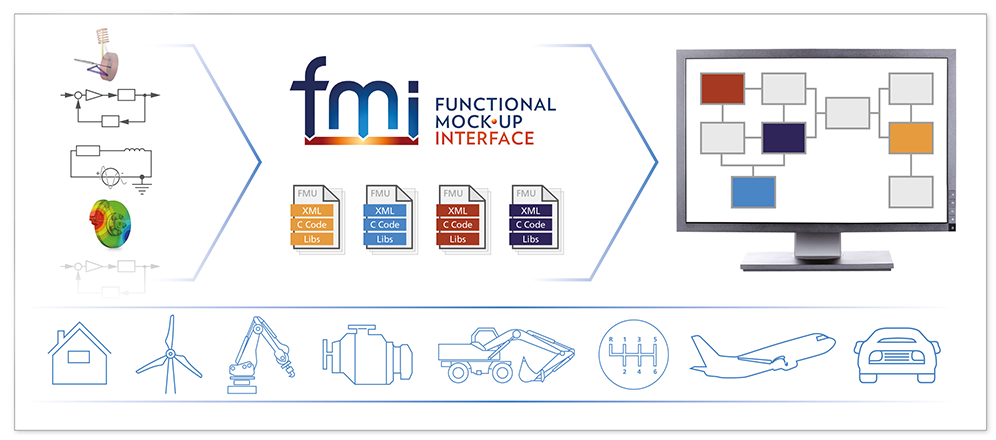 fmi
FUNCTIONAL
MOCK-UP
INTERFACE
FMU
XML
C Code
Libs
FMU
XML
C Code
Libs
FMU
XML
C Code
Libs
FMU
XML
C Code
Libs
R 1 3 5
2 4 6